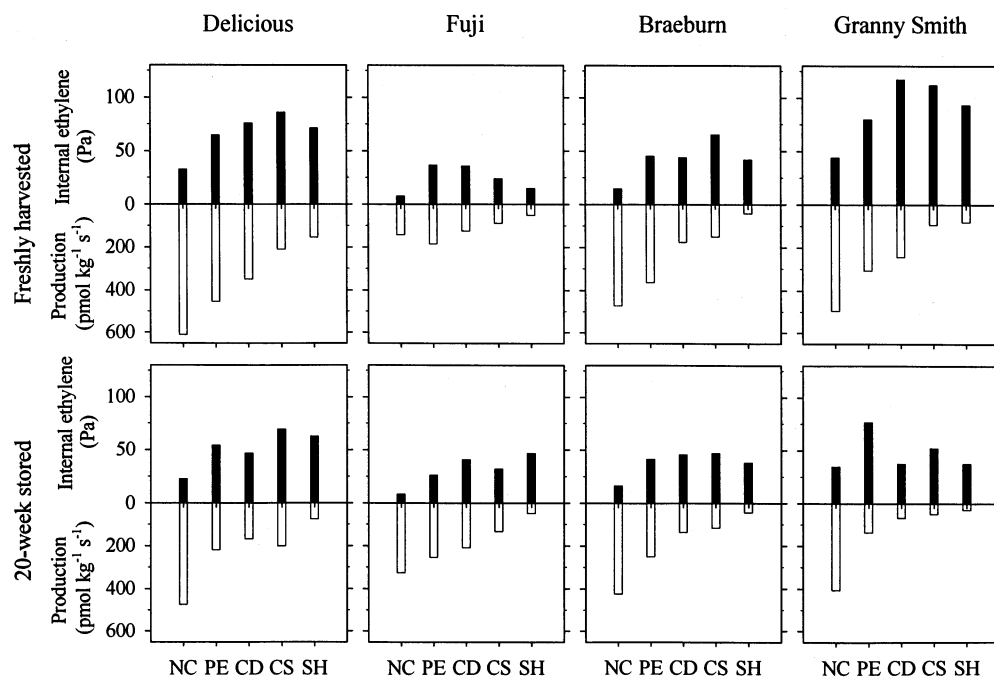 Delicious Fuji Braeburn Granny Smith
Freshly harvested
Internal ethylene
(Pa)
Production
(pmol kg⁻¹ s⁻¹)
100
50
0
200
400
600
20-week stored
Internal ethylene
(Pa)
Production
(pmol kg⁻¹ s⁻¹)
100
50
0
200
400
600
NC PE CD CS SH NC PE CD CS SH NC PE CD CS SH NC PE CD CS SH